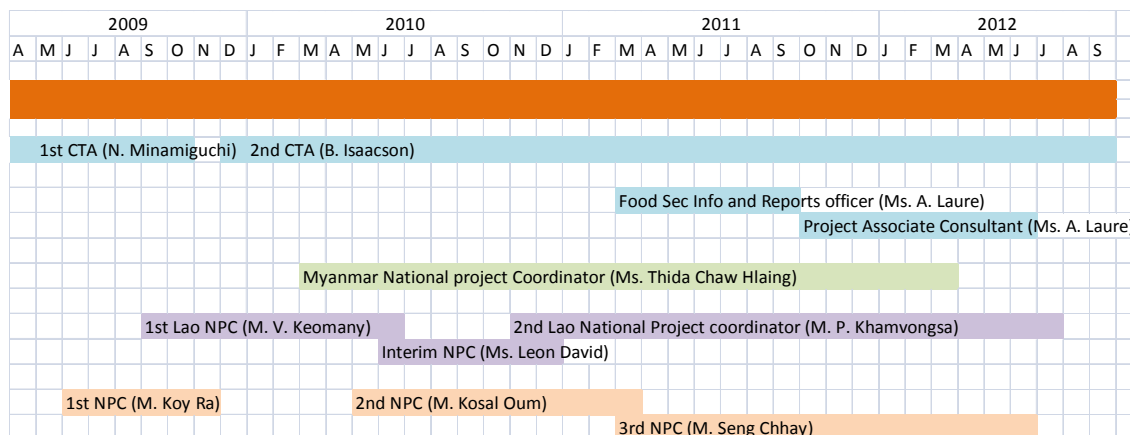 2009 2010 2011 2012
A M J J A S O N D J F M A M J J A S O N D J F M A M J J A S O N D J F M A M J J A S
1st CTA (N. Minamiguchi) 2nd CTA (B. Isaacson)
Food Sec Info and Reports officer (Ms. A. Laure)
Project Associate Consultant (Ms. A. Laure)
Myanmar National project Coordinator (Ms. Thida Chaw Hlaing)
1st Lao NPC (M. V. Keomany) 2nd Lao National Project coordinator (M. P. Khamvongsa)
Interim NPC (Ms. Leon David)
1st NPC (M. Koy Ra) 2nd NPC (M. Kosal Oum)
3rd NPC (M. Seng Chhay)